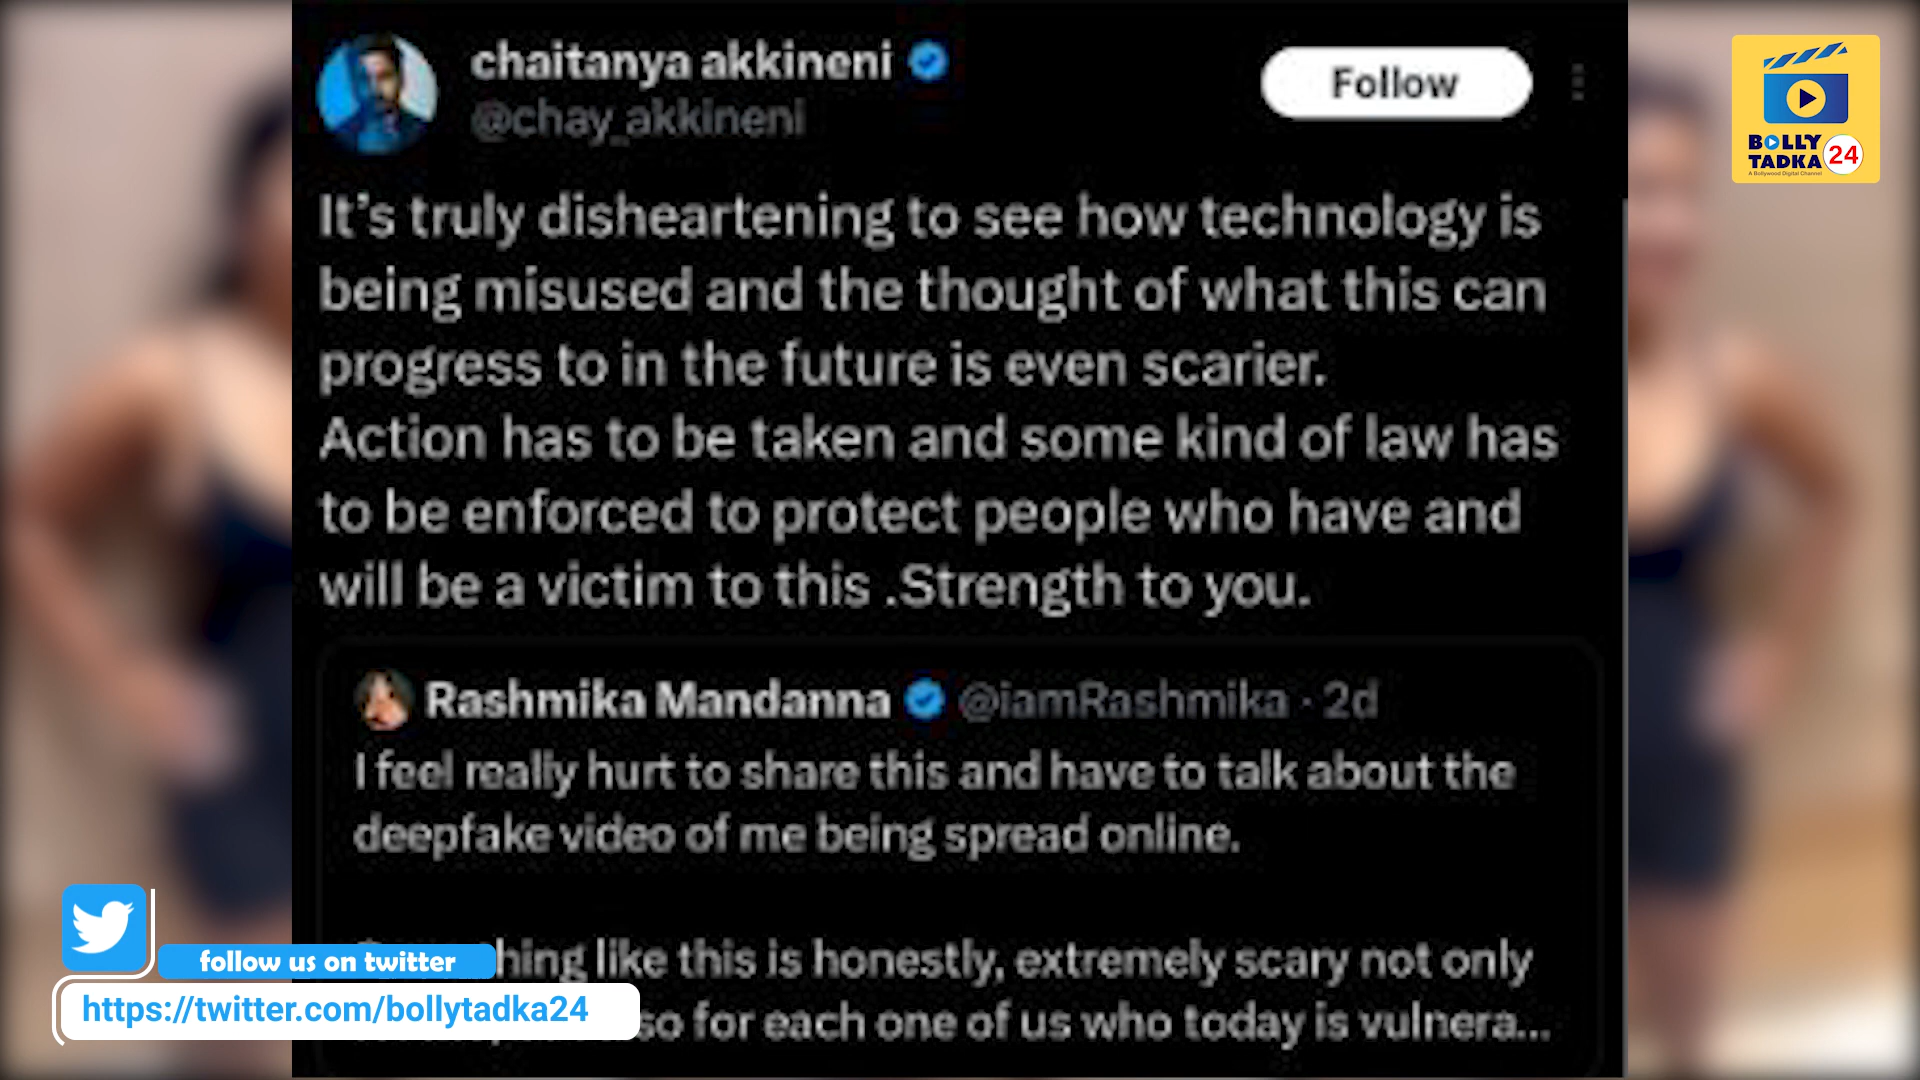 chaitanya akkineni
@chay_akkineni
Follow
It's truly disheartening to see how technology is
being misused and the thought of what this can
progress to in the future is even scarier.
Action has to be taken and some kind of law has
to be enforced to protect people who have and
will be a victim to this .Strength to you.
Rashmika Mandanna @iamRashmika · 2d
I feel really hurt to share this and have to talk about the
deepfake video of me being spread online.
like this is honestly, extremely scary not only
so for each one of us who today is vulnera...
BOLLY
TADKA 24
A Bollywood Digital Channel
follow us on twitter
https://twitter.com/bollytadka24